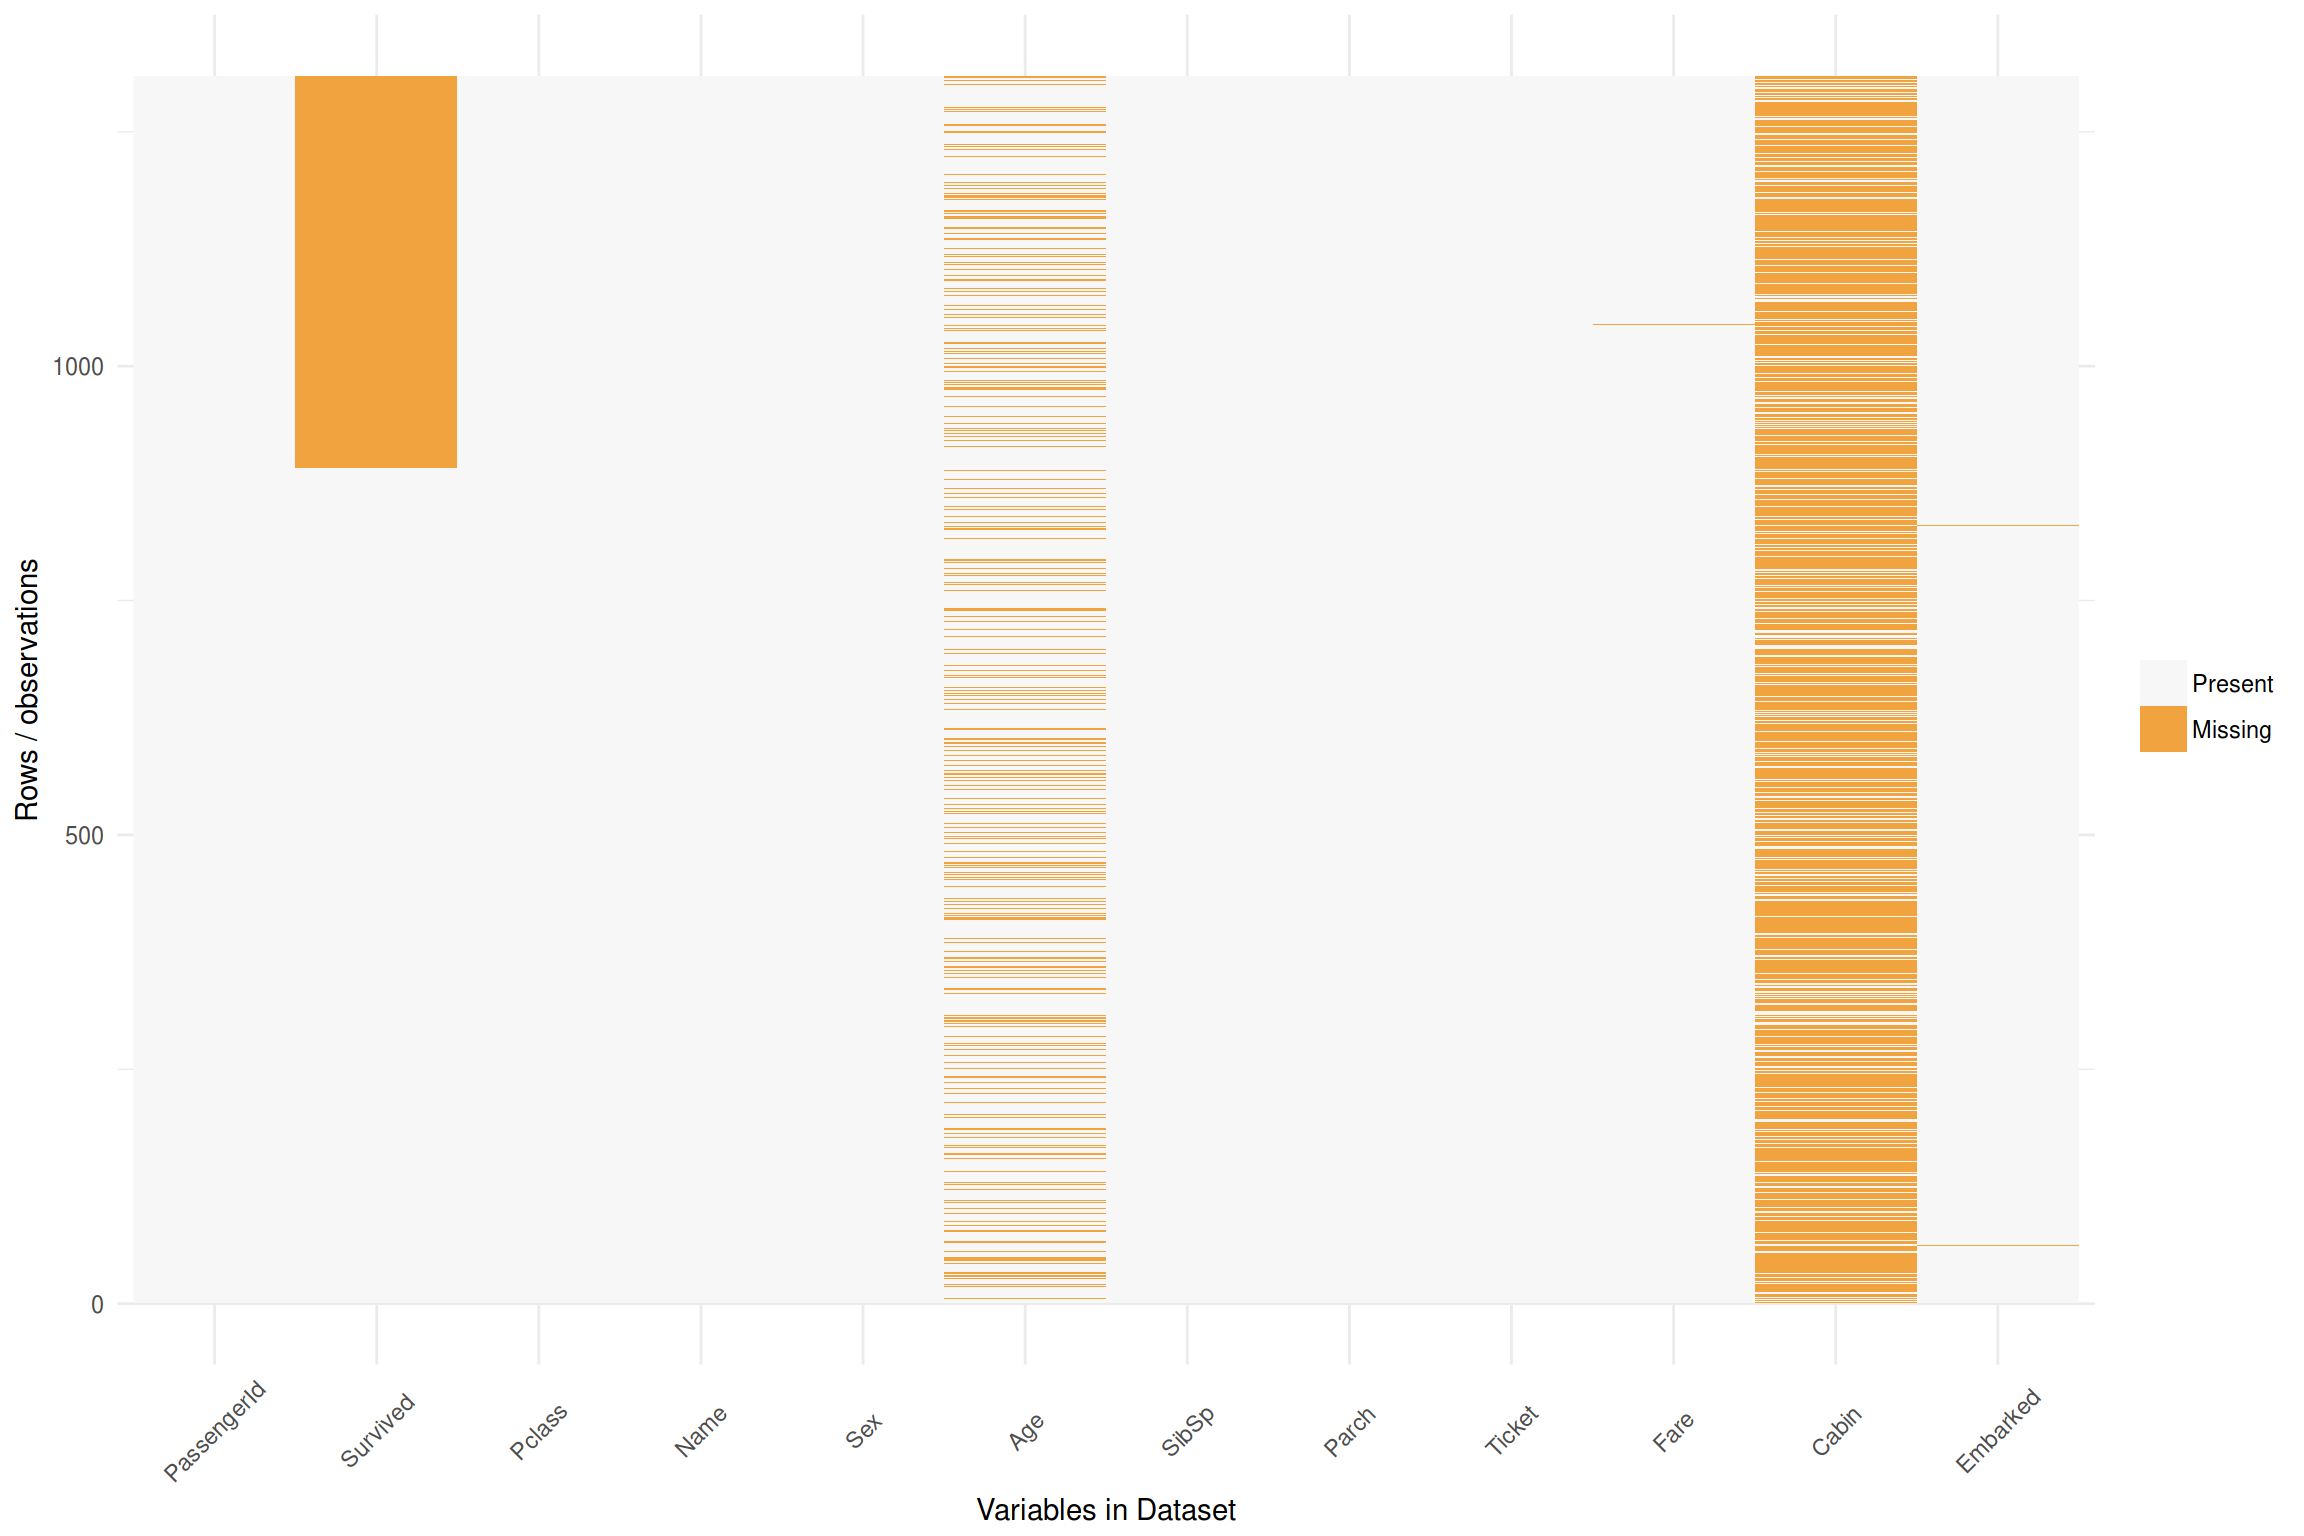 1000
500
0
Rows / observations
PassengerId
Survived
Pclass
Name
Sex
Age
SibSp
Parch
Ticket
Fare
Cabin
Embarked
Variables in Dataset
Present
Missing